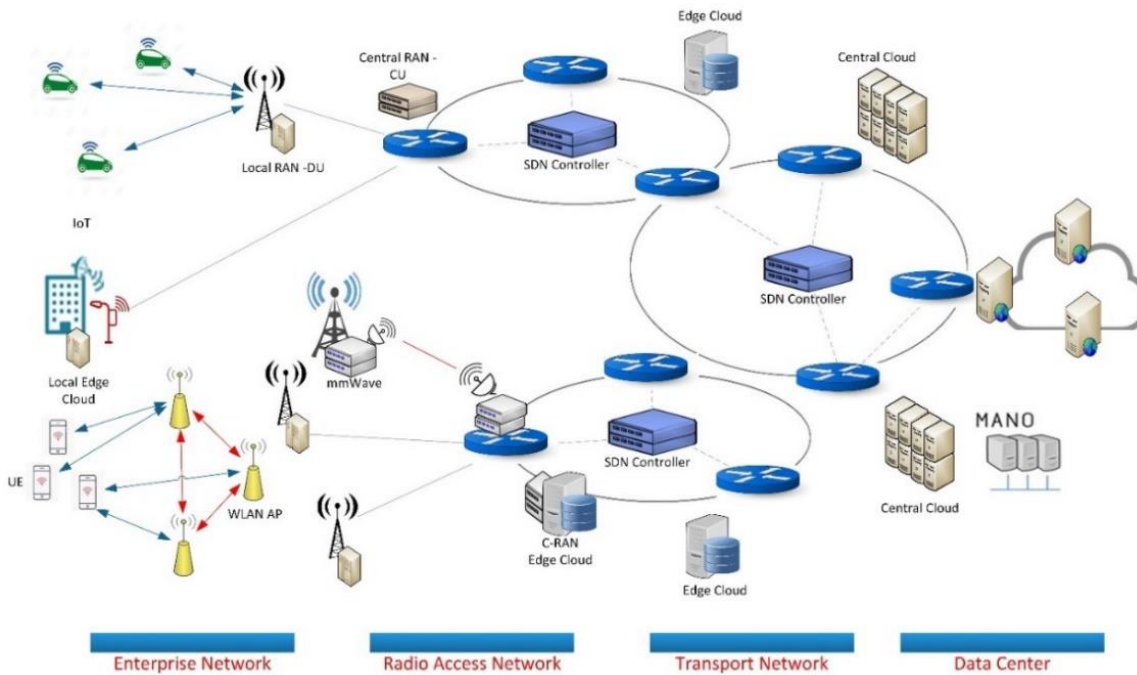 Edge Cloud
Central RAN -
CU
Central Cloud
Local RAN -DU
SDN Controller
IoT
SDN Controller
mmWave
Local Edge
Cloud
MANO
SDN Controller
UE
WLAN AP
Central Cloud
C-RAN
Edge Cloud
Edge Cloud
Enterprise Network
Radio Access Network
Transport Network
Data Center